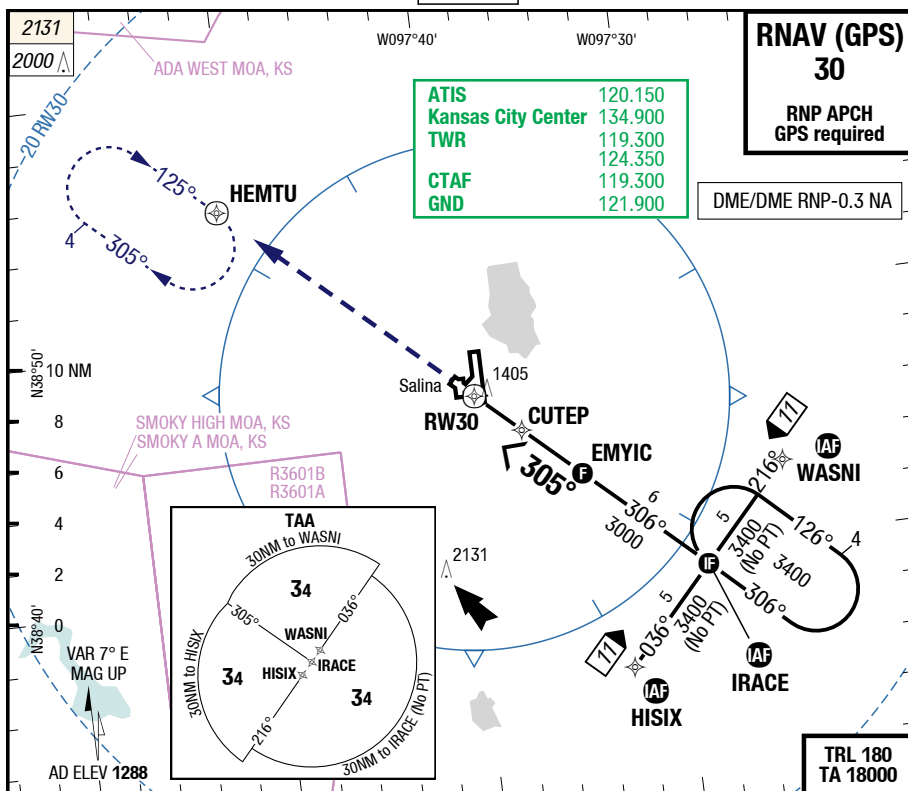 2131
2000
ADA WEST MOA, KS
20 RW30
W097°40'
W097°30'
RNAV (GPS)
30
RNP APCH
GPS required
ATIS 120.150
Kansas City Center 134.900
TWR 119.300
124.350
CTAF 119.300
GND 121.900
DME/DME RNP-0.3 NA
125°
HEMTU
4
305°
N38°50'
10 NM
8
6
4
2
0
N38°40'
Salina
1405
RW30
CUTEP
EMYIC
F
305°
6
306°
3000
11
IAF
WASNI
216°
5
3400
(No PT)
126°
4
3400
306°
IF
5
036°
3400
(No PT)
11
IAF
HISIX
IAF
IRACE
SMOKY HIGH MOA, KS
SMOKY A MOA, KS
R3601B
R3601A
2131
TAA
30NM to WASNI
34
305°
036°
WASNI
IRACE
HISIX
30NM to HISIX
34
34
216°
30NM to IRACE (No PT)
VAR 7° E
MAG UP
AD ELEV 1288
TRL 180
TA 18000